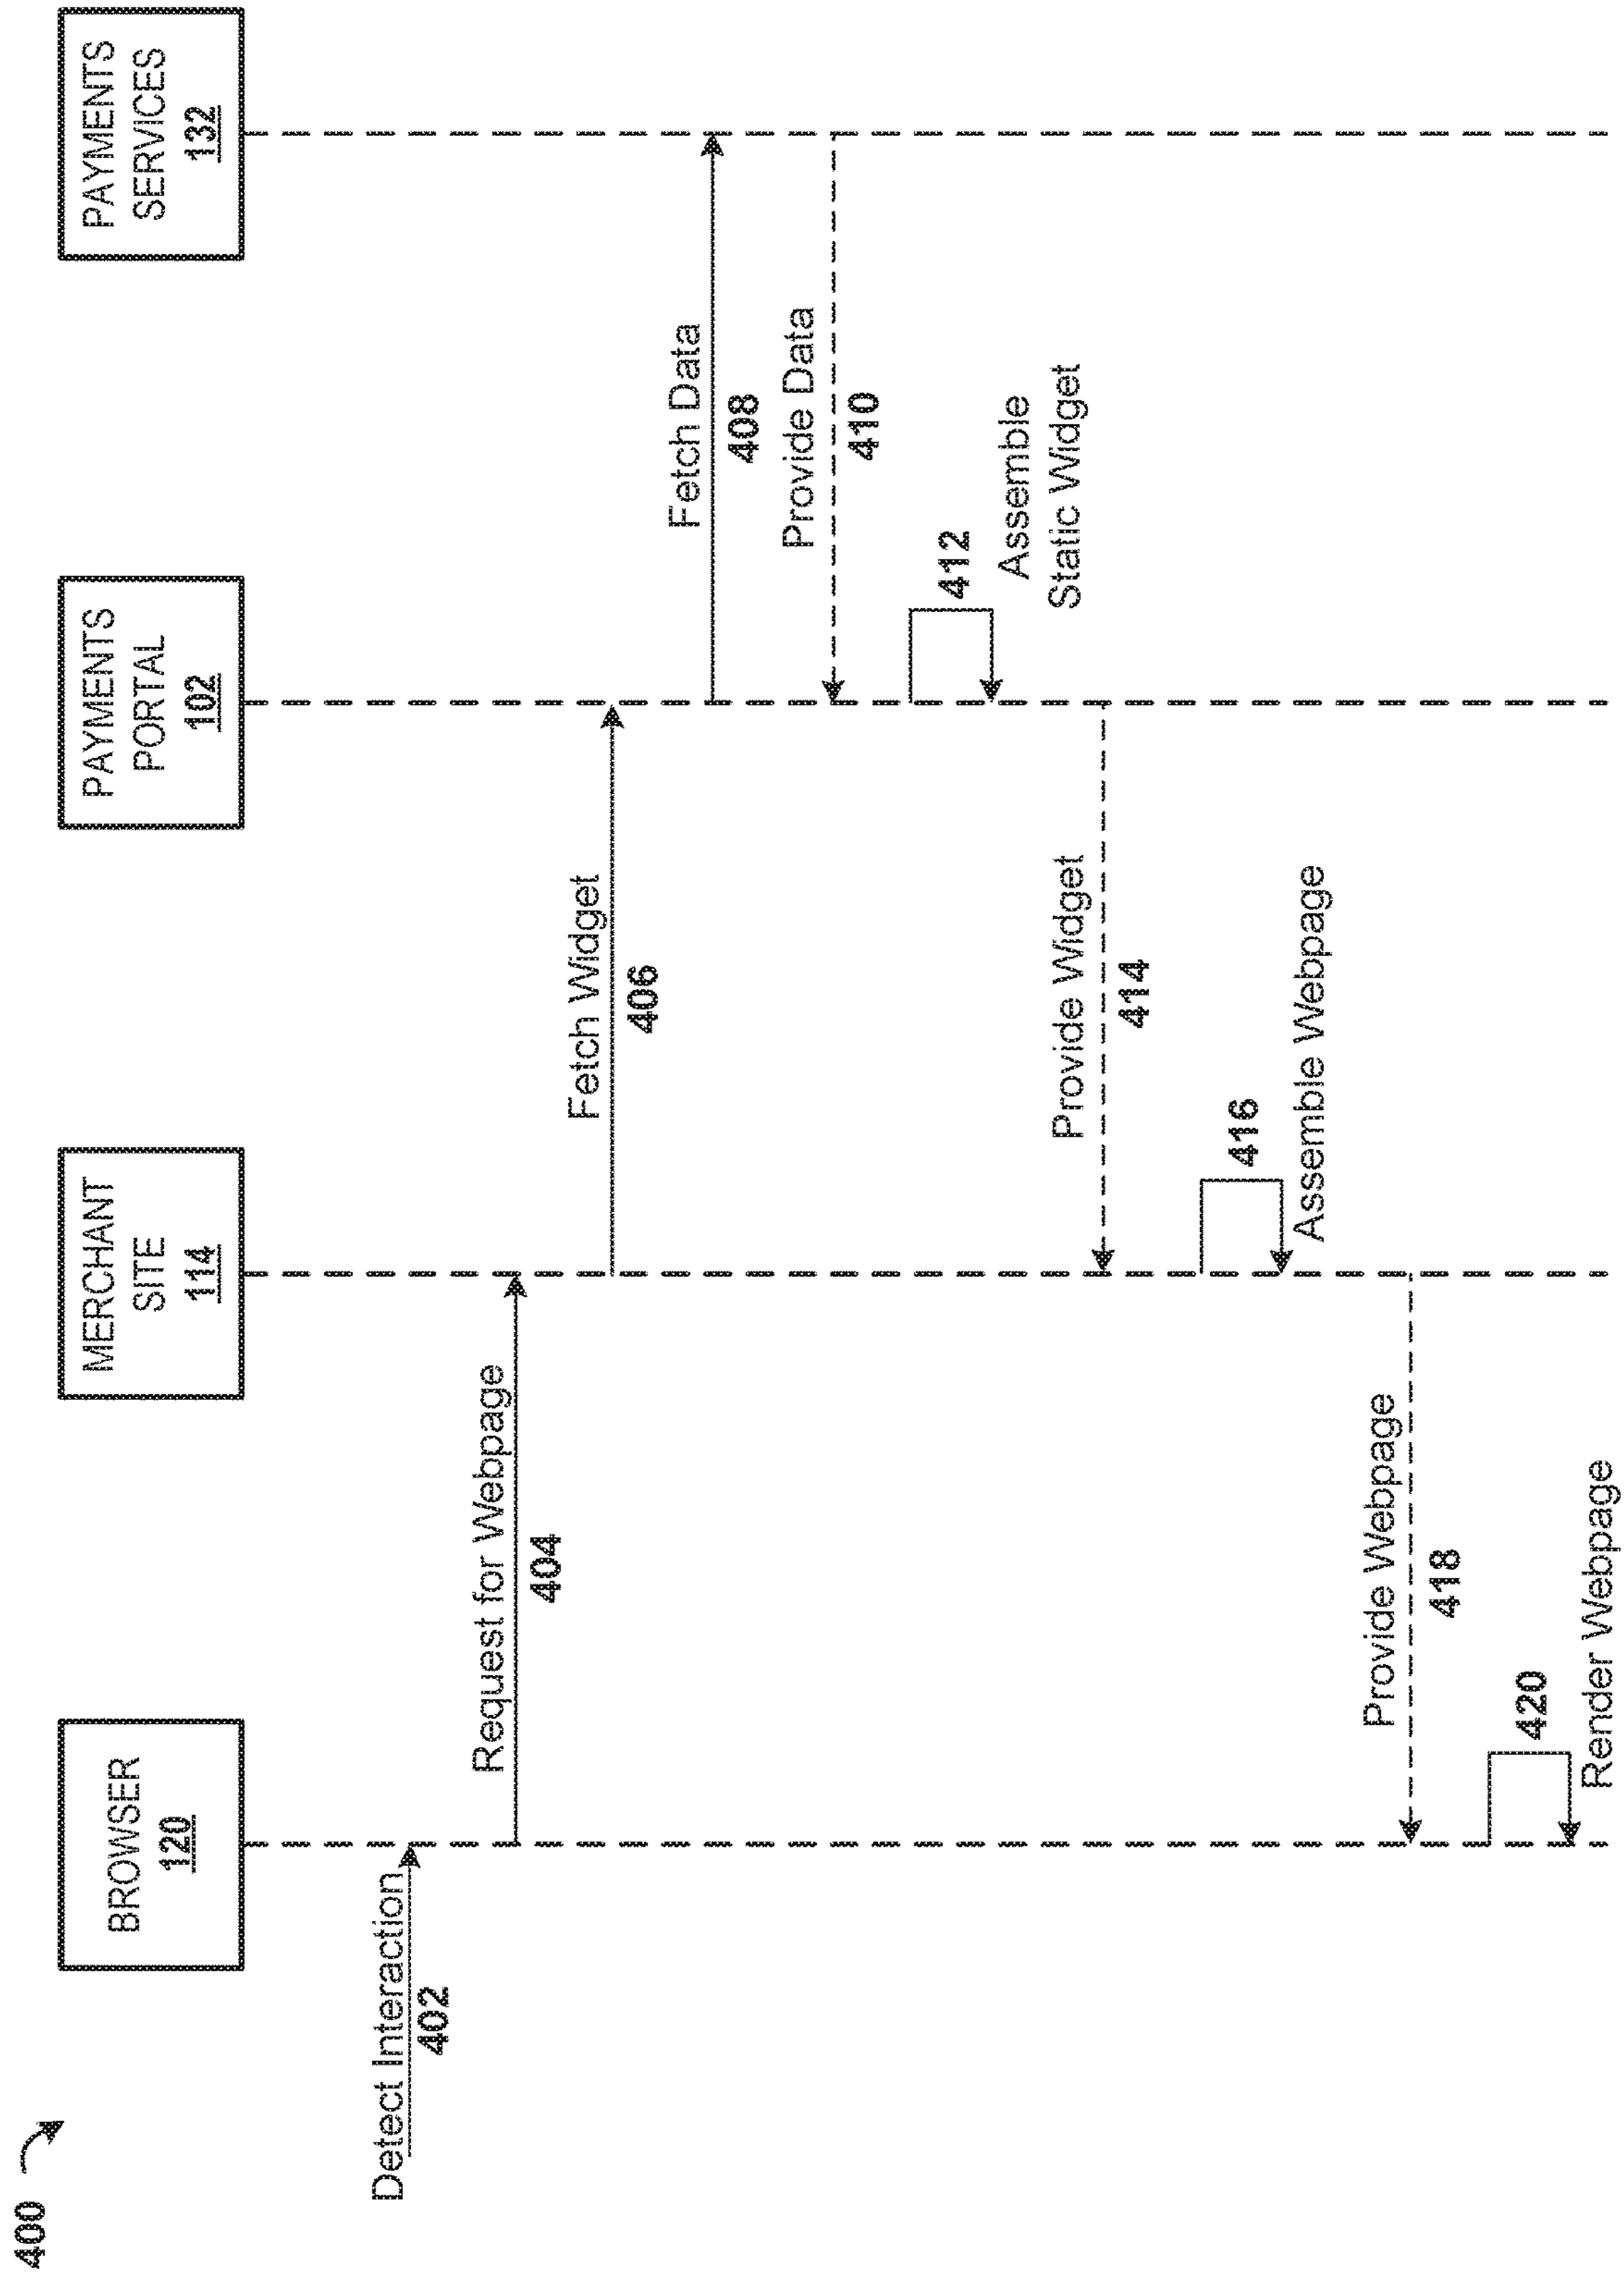 400
BROWSER
120
MERCHANT
SITE
114
PAYMENTS
PORTAL
102
PAYMENTS
SERVICES
132
Detect Interaction
402
Request for Webpage
404
Fetch Widget
406
Fetch Data
408
Provide Data
410
412
Assemble
Static Widget
Provide Widget
414
416
Assemble Webpage
Provide Webpage
418
420
Render Webpage